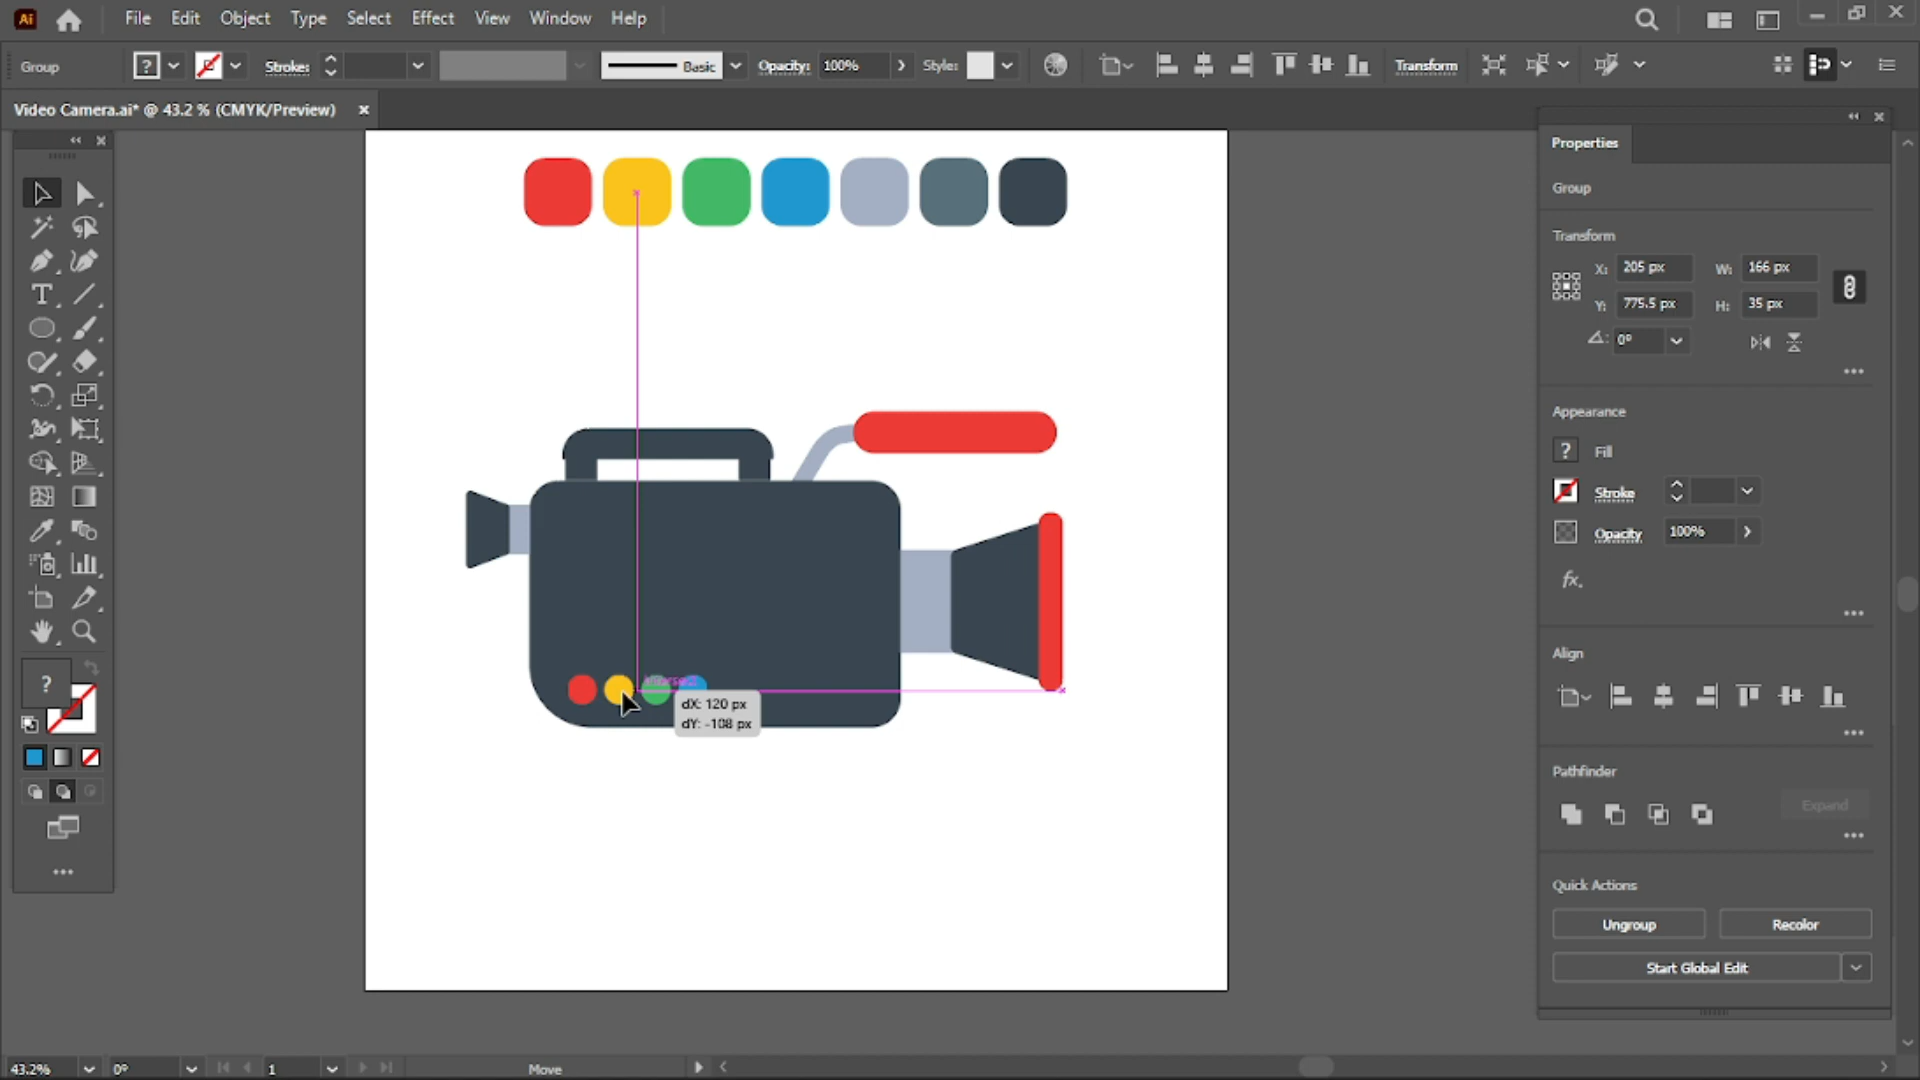 Ai File Edit Object Type Select Effect View Window Help
Group ? Stroke: Basic Opacity: 100% Style: Transform
Video Camera.ai* @ 43.2 % (CMYK/Preview)
Properties
Group
Transform
X: 205 px W: 166 px
Y: 775.5 px H: 35 px
0°
Appearance
? Fill
Stroke
Opacity 100%
fx.
Align
dX: 120 px
dY: -108 px
?
Pathfinder
Expand
Quick Actions
Ungroup Recolor
Start Global Edit
43.2% 0° 1 Move